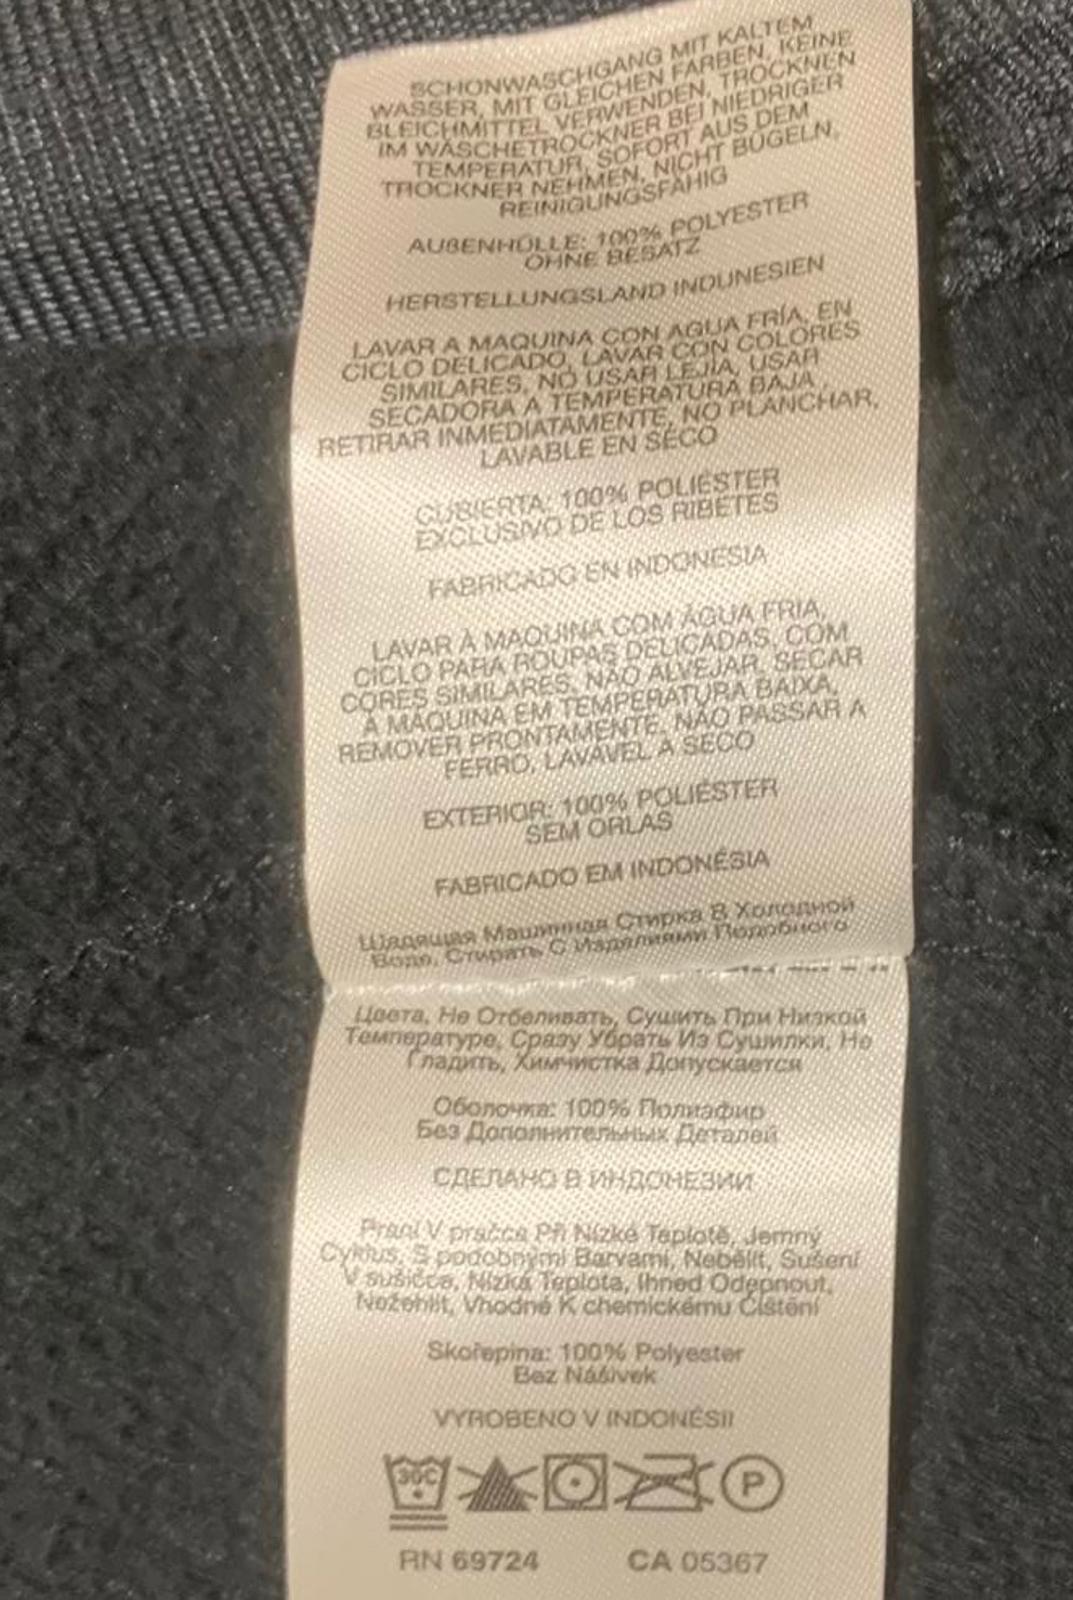 SCHONWASCHGANG MIT KALTEM
WASSER, MIT GLEICHEN FARBEN, KEINE
BLEICHMITTEL VERWENDEN, TROCKNEN
IM WÄSCHETROCKNER BEI NIEDRIGER
TEMPERATUR, SOFORT AUS DEM
TROCKNER NEHMEN, NICHT BÜGELN,
REINIGUNGSFÄHIG
AUßENHÜLLE: 100% POLYESTER
OHNE BESATZ
HERSTELLUNGSLAND INDUNESIEN
LAVAR A MAQUINA CON AGUA FRÍA, EN
CICLO DELICADO, LAVAR CON COLORES
SIMILARES, NO USAR LEJÍA, USAR
SECADORA A TEMPERATURA BAJA,
RETIRAR INMEDIATAMENTE, NO PLANCHAR,
LAVABLE EN SECO
CUBIERTA: 100% POLIÉSTER
EXCLUSIVO DE LOS RIBETES
FABRICADO EN INDONESIA
LAVAR À MAQUINA COM ÁGUA FRIA,
CICLO PARA ROUPAS DELICADAS, COM
CORES SIMILARES, NÃO ALVEJAR, SECAR
À MAQUINA EM TEMPERATURA BAIXA,
REMOVER PRONTAMENTE, NÃO PASSAR A
FERRO, LAVÁVEL A SECO
EXTERIOR: 100% POLIÉSTER
SEM ORLAS
FABRICADO EM INDONÉSIA
Щадящая Машинная Стирка В Холодной
Воде, Стирать С Изделиями Подобного
Цвета, Не Отбеливать, Сушить При Низкой
Температуре, Сразу Убрать Из Сушилки, Не
Гладить, Химчистка Допускается
Оболочка: 100% Полиэфир
Без Дополнительных Деталей
СДЕЛАНО В ИНДОНЕЗИИ
Praní V pračce Při Nízké Teplotě, Jemný
Cyklus, S podobnými Barvami, Nebělit, Sušení
V sušičce, Nízká Teplota, Ihned Odepnout,
Nežehlit, Vhodné K chemickému Čištění
Skořepina: 100% Polyester
Bez Nášivek
VYROBENO V INDONÉSII
30C P
RN 69724 CA 05367